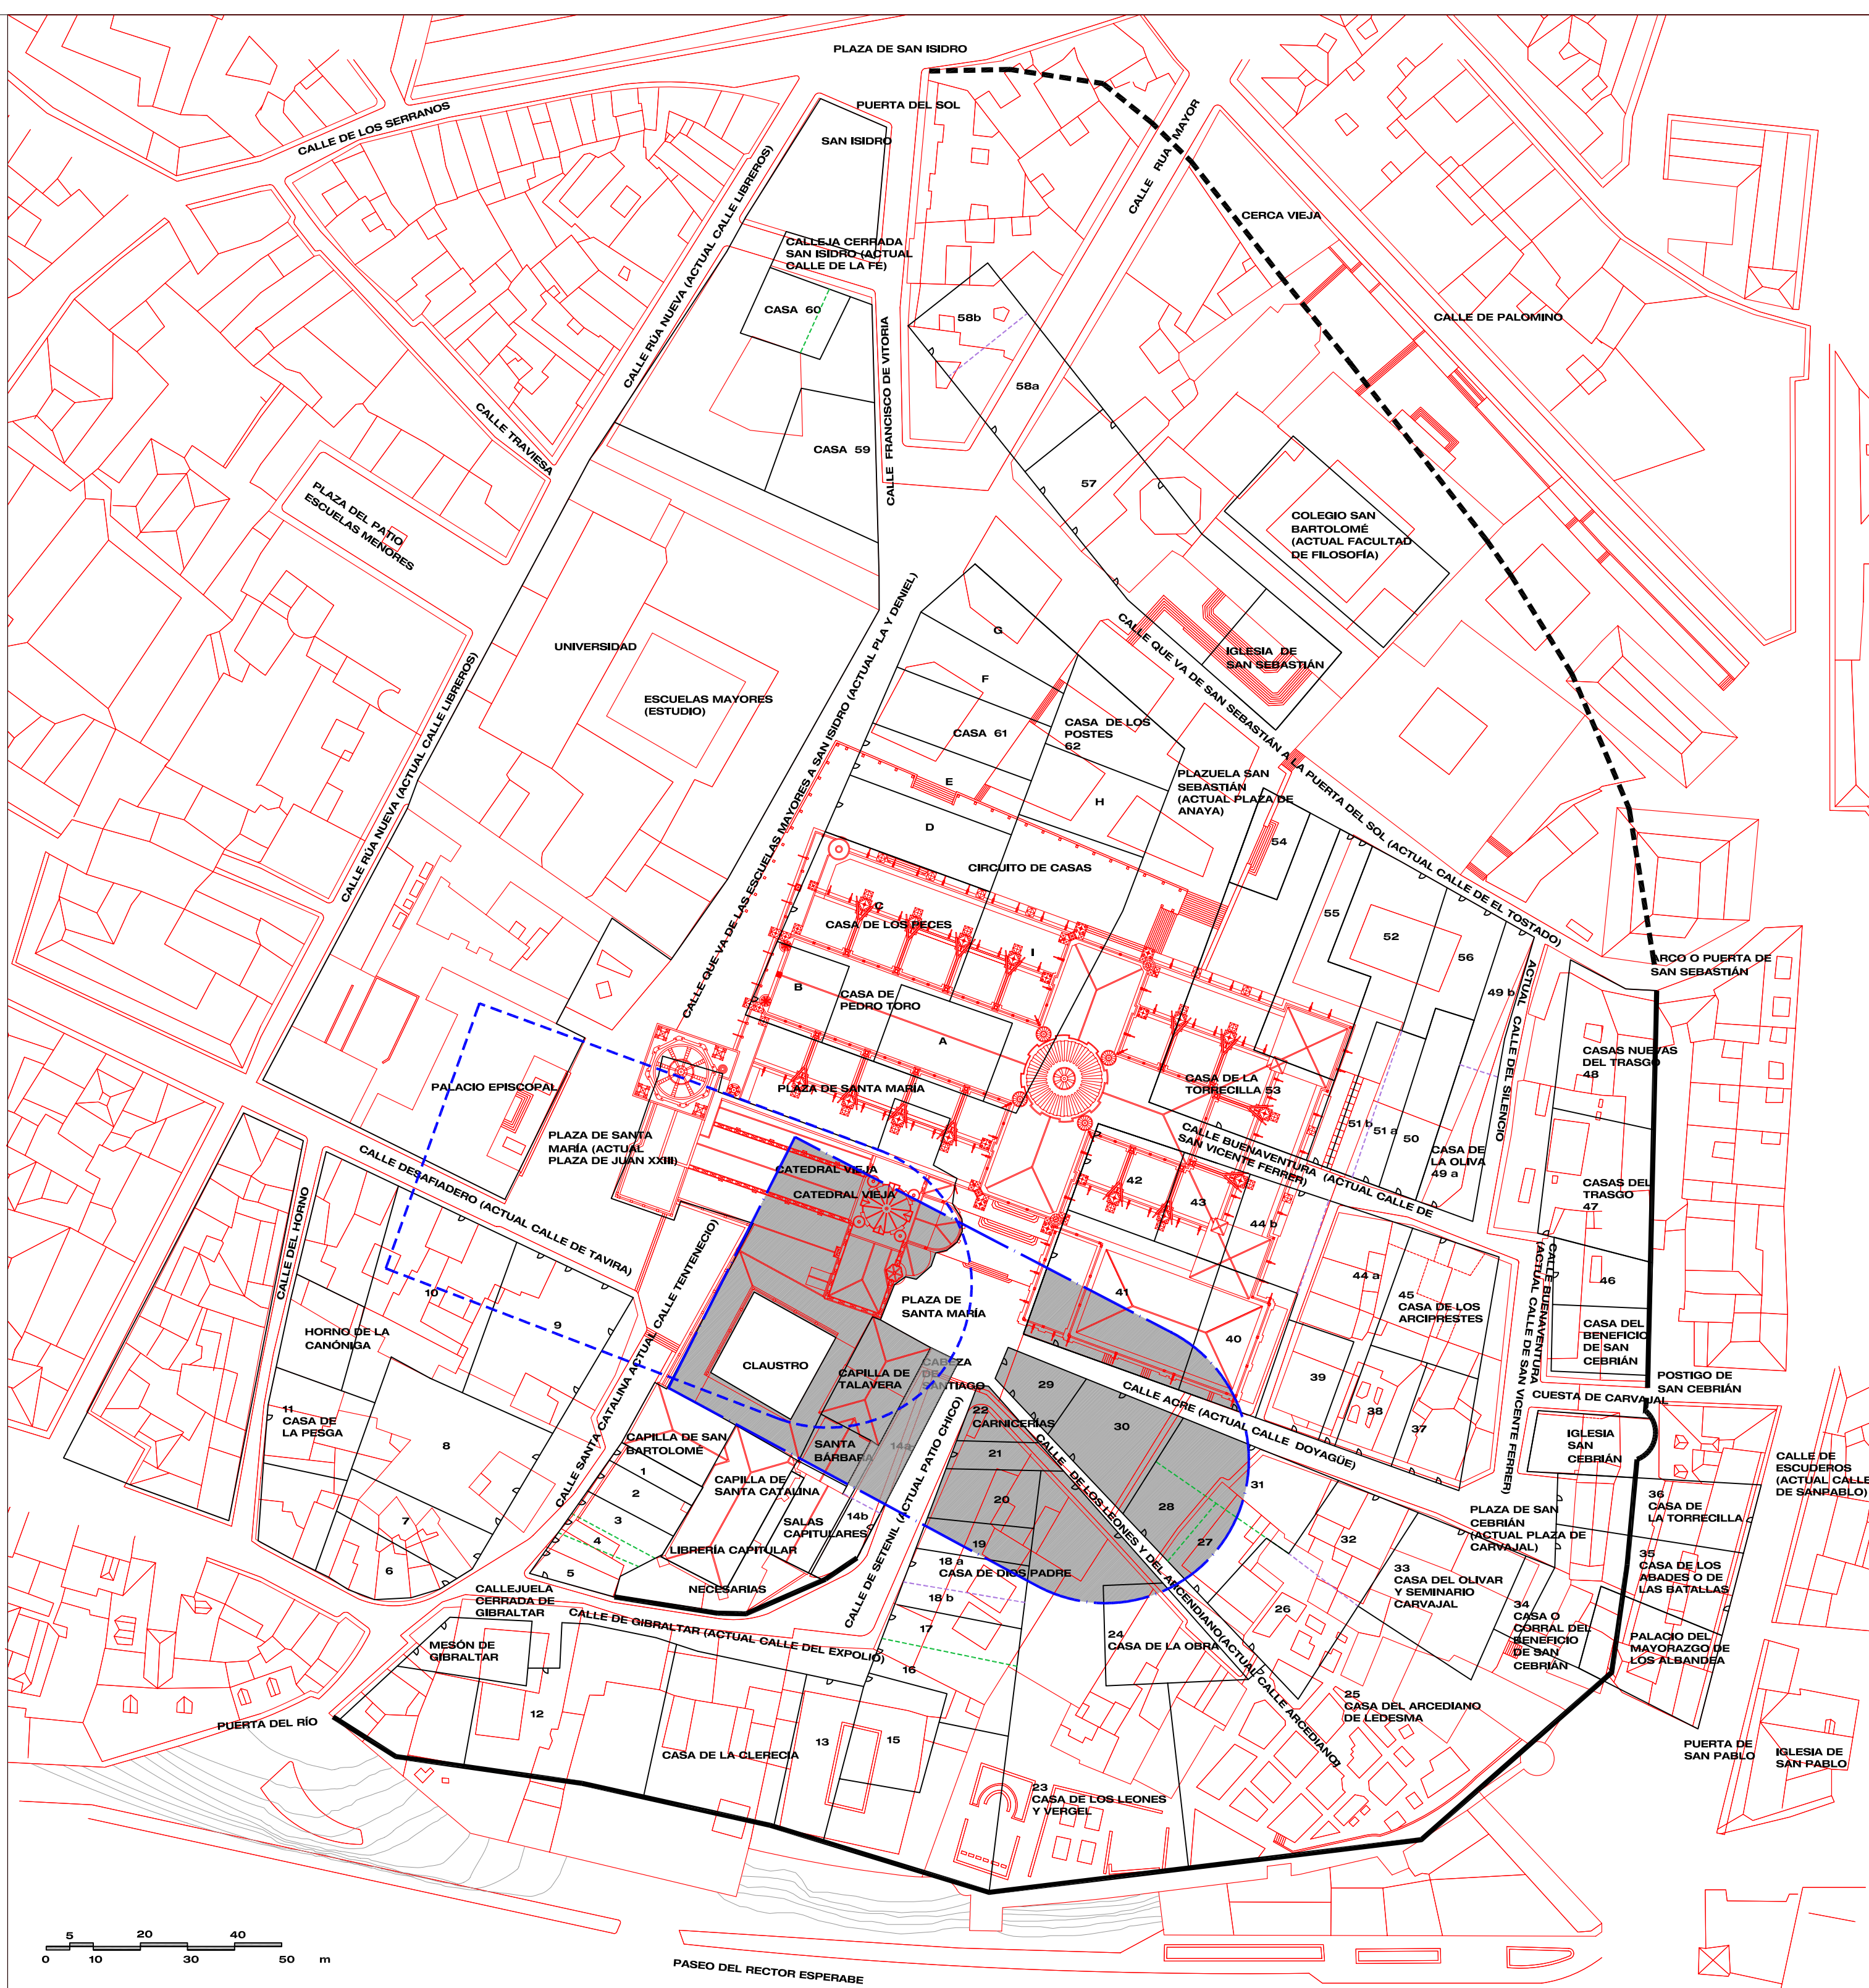 PLAZA DE SAN ISIDRO
PUERTA DEL SOL
CALLE DE LOS SERRANOS
SAN ISIDRO
CALLE RUA MAYOR
CALLE RÚA NUEVA (ACTUAL CALLE LIBREROS)
CERCA VIEJA
CALLEJA CERRADA
SAN ISIDRO (ACTUAL
CALLE DE LA FE)
CASA 60
58b
CALLE DE PALOMINO
58a
CALLE FRANCISCO DE VITORIA
CALLE TRAVIESA
CASA 59
57
PLAZA DEL PATIO
ESCUELAS MENORES
COLEGIO SAN
BARTOLOMÉ
(ACTUAL FACULTAD
DE FILOSOFÍA)
UNIVERSIDAD
G
IGLESIA DE
SAN SEBASTIÁN
CALLE QUE VA DE SAN SEBASTIÁN A LA PUERTA DEL SOL (ACTUAL CALLE DE EL TOSTADO)
F
ESCUELAS MAYORES
(ESTUDIO)
CALLE QUE VA DE LAS ESCUELAS MAYORES A SAN ISIDRO (ACTUAL PLA Y DENIEL)
CALLE RÚA NUEVA (ACTUAL CALLE LIBREROS)
CASA 61
CASA DE LOS
POSTES
62
PLAZUELA SAN
SEBASTIÁN
(ACTUAL PLAZA DE
ANAYA)
E
H
D
54
CIRCUITO DE CASAS
C
CASA DE LOS PECES
55
52
56
I
ARCO O PUERTA DE
SAN SEBASTIÁN
B
CASA DE
PEDRO TORO
49 b
ACTUAL CALLE DEL SILENCIO
A
CASAS NUEVAS
DEL TRASGO
48
PALACIO EPISCOPAL
PLAZA DE SANTA MARÍA
CASA DE LA
TORRECILLA 53
51 b
51 a
50
CASA DE
LA OLIVA
49 a
CALLE BUENAVENTURA (ACTUAL CALLE DE
SAN VICENTE FERRER)
PLAZA DE SANTA
MARÍA (ACTUAL
PLAZA DE JUAN XXIII)
CALLE DESAFIADERO (ACTUAL CALLE DE TAVIRA)
CATEDRAL VIEJA
CATEDRAL VIEJA
42
43
44 b
CASAS DEL
TRASGO
47
CALLE DEL HORNO
44 a
46
CALLE BUENAVENTURA
(ACTUAL CALLE DE SAN VICENTE FERRER)
10
PLAZA DE
SANTA MARÍA
41
45
CASA DE LOS
ARCIPRESTES
9
HORNO DE LA
CANÓNIGA
40
CASA DEL
BENEFICIO
DE SAN
CEBRIÁN
CLAUSTRO
CAPILLA DE
TALAVERA
CABEZA
DE
SANTIAGO
29
39
CALLE ACRE (ACTUAL CALLE DOYAGÜE)
POSTIGO DE
SAN CEBRIÁN
CUESTA DE CARVAJAL
CALLE SANTA CATALINA ACTUAL CALLE TENTENECIO)
11
CASA DE
LA PESGA
22
CARNICERÍAS
30
38
37
8
CAPILLA DE SAN
BARTOLOMÉ
SANTA
BÁRBARA
14a
21
IGLESIA
SAN
CEBRIÁN
1
CAPILLA DE
SANTA CATALINA
CALLE DE LOS LEONES Y DEL ARCENDIANO(ACTUAL CALLE ARCEDIANO)
31
CALLE DE
ESCUDEROS
(ACTUAL CALLE
DE SANPABLO)
2
20
28
36
CASA DE
LA TORRECILLA
7
3
SALAS
CAPITULARES
14b
PLAZA DE SAN
CEBRIÁN
(ACTUAL PLAZA DE
CARVAJAL)
4
19
27
32
LIBRERÍA CAPITULAR
CALLE DE SETENIL (ACTUAL PATIO CHICO)
18 a
CASA DE DIOS PADRE
33
CASA DEL OLIVAR
Y SEMINARIO
CARVAJAL
35
CASA DE LOS
ABADES O DE
LAS BATALLAS
6
5
NECESARIAS
18 b
26
34
CASA O
CORRAL DEL
BENEFICIO
DE SAN
CEBRIÁN
CALLEJUELA
CERRADA DE
GIBRALTAR
CALLE DE GIBRALTAR (ACTUAL CALLE DEL EXPOLIO)
17
24
CASA DE LA OBRA
PALACIO DEL
MAYORAZGO DE
LOS ALBANDEA
MESÓN DE
GIBRALTAR
16
25
CASA DEL ARCEDIANO
DE LEDESMA
PUERTA DEL RÍO
12
13
15
CASA DE LA CLERECIA
PUERTA DE
SAN PABLO
IGLESIA DE
SAN PABLO
23
CASA DE LOS LEONES
Y VERGEL
5 20 40
0 10 30 50 m
PASEO DEL RECTOR ESPERABE